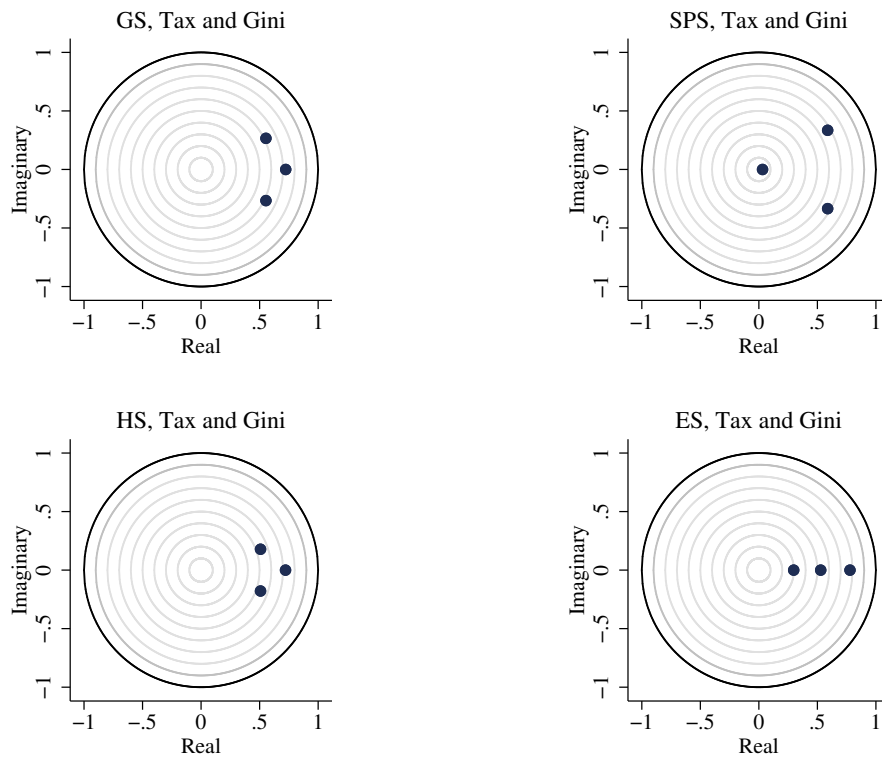 GS, Tax and Gini
1
.5
0
−.5
−1
Imaginary
−1 −.5 0 .5 1
Real
SPS, Tax and Gini
1
.5
0
−.5
−1
Imaginary
−1 −.5 0 .5 1
Real
HS, Tax and Gini
1
.5
0
−.5
−1
Imaginary
−1 −.5 0 .5 1
Real
ES, Tax and Gini
1
.5
0
−.5
−1
Imaginary
−1 −.5 0 .5 1
Real